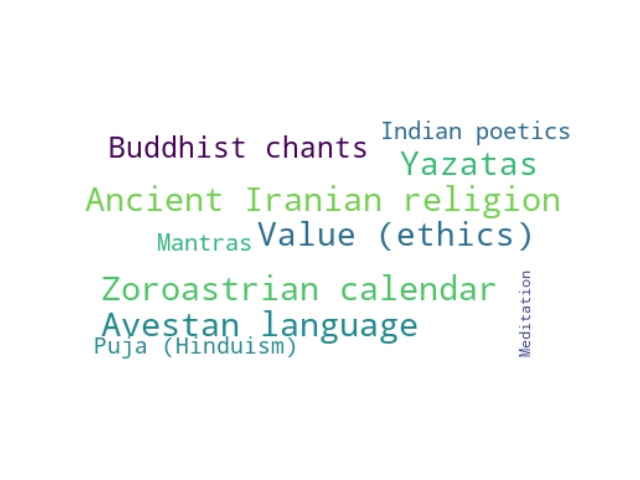 Indian poetics
Buddhist chants
Yazatas
Ancient Iranian religion
Mantras
Value (ethics)
Zoroastrian calendar
Meditation
Avestan language
Puja (Hinduism)